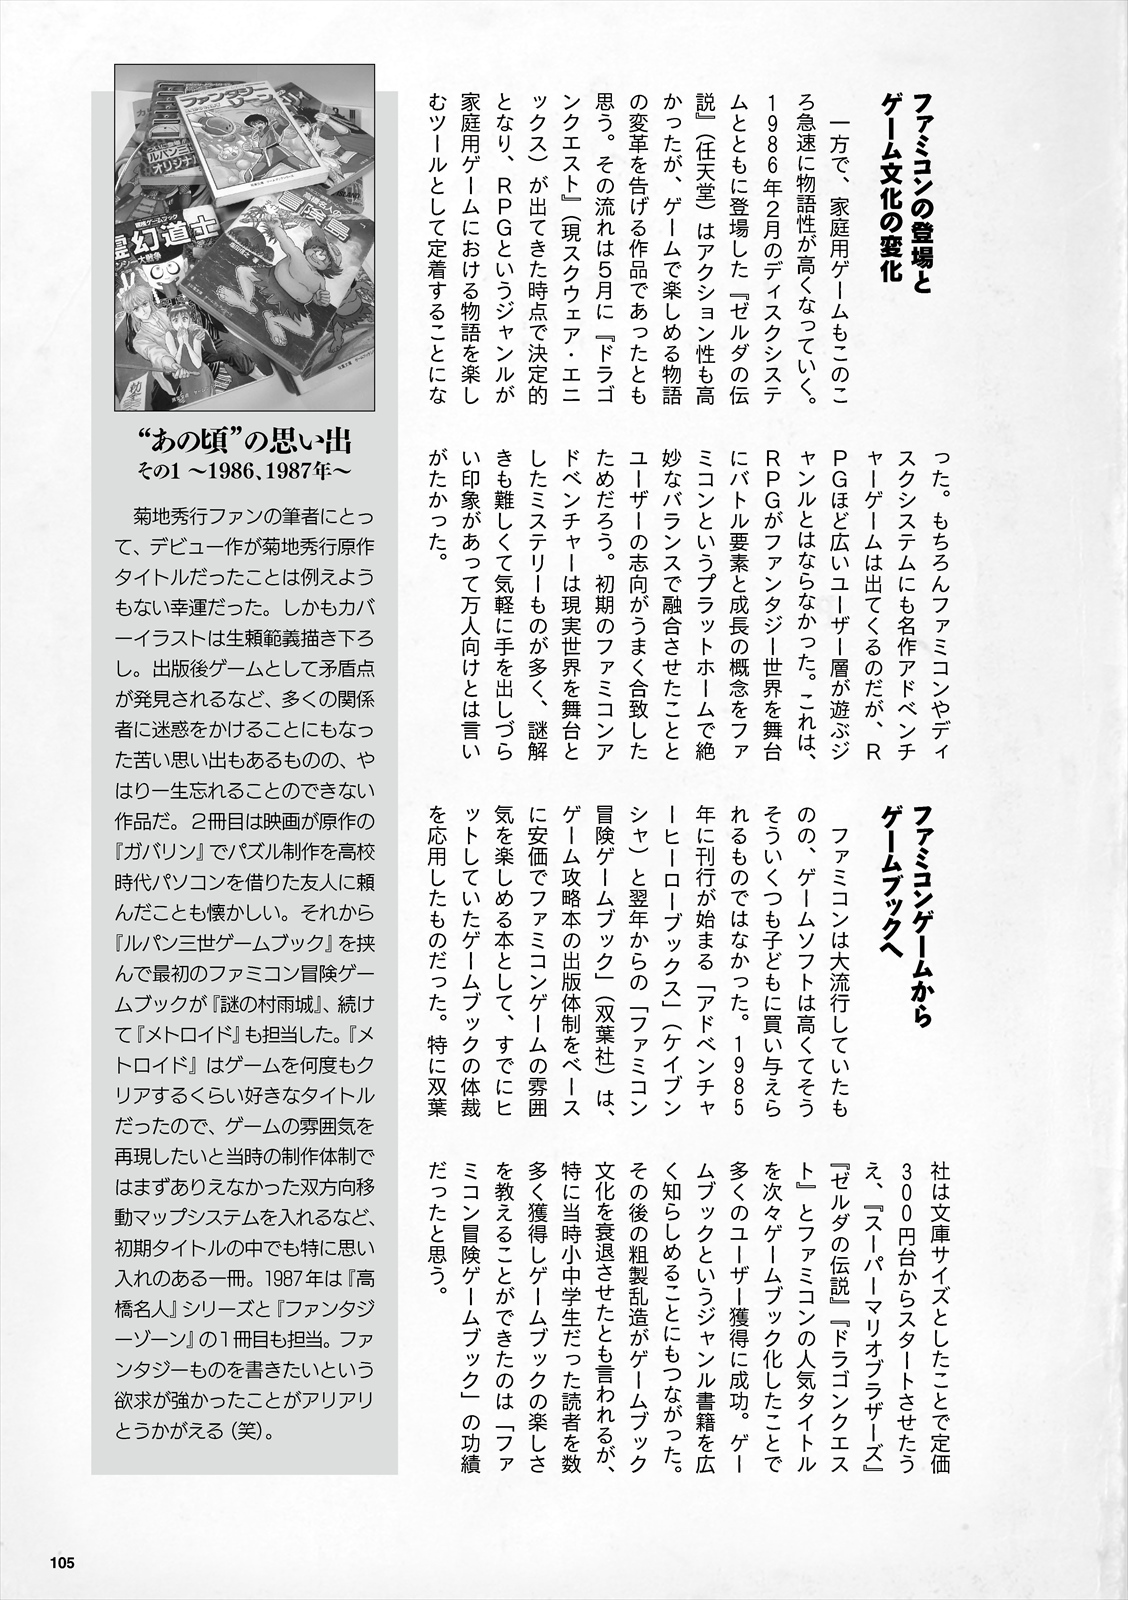 ファミコンの登場と
ゲーム文化の変化
一方で、家庭用ゲームもこのこ
ろ急速に物語性が高くなっていく。
1986年2月のディスクシステ
ムとともに登場した『ゼルダの伝
説』（任天堂）はアクション性も高
かったが、ゲームで楽しめる物語
の変革を告げる作品であったとも
思う。その流れは5月に『ドラゴ
ンクエスト』（現スクウェア・エニ
ックス）が出てきた時点で決定的
となり、RPGというジャンルが
家庭用ゲームにおける物語を楽し
むツールとして定着することにな
った。もちろんファミコンやディ
スクシステムにも名作アドベンチ
ャーゲームは出てくるのだが、R
PGほど広いユーザー層が遊ぶジ
ャンルとはならなかった。これは、
RPGがファンタジー世界を舞台
にバトル要素と成長の概念をファ
ミコンというプラットホームで絶
妙なバランスで融合させたことと
ユーザーの志向がうまく合致した
ためだろう。初期のファミコンア
ドベンチャーは現実世界を舞台と
したミステリーものが多く、謎解
きも難しくて気軽に手を出しづら
い印象があって万人向けとは言い
がたかった。
ファミコンゲームから
ゲームブックへ
ファミコンは大流行していたも
のの、ゲームソフトは高くてそう
そういくつも子どもに買い与えら
れるものではなかった。1985
年に刊行が始まる「アドベンチャ
ーヒーローブックス」（ケイブン
シャ）と翌年からの「ファミコン
冒険ゲームブック」（双葉社）は、
ゲーム攻略本の出版体制をベース
に安価でファミコンゲームの雰囲
気を楽しめる本として、すでにヒ
ットしていたゲームブックの体裁
を応用したものだった。特に双葉
社は文庫サイズとしたことで定価
300円台からスタートさせたう
え、『スーパーマリオブラザーズ』
『ゼルダの伝説』『ドラゴンクエス
ト』とファミコンの人気タイトル
を次々ゲームブック化したことで
多くのユーザー獲得に成功。ゲー
ムブックというジャンル書籍を広
く知らしめることにもつながった。
その後の粗製乱造がゲームブック
文化を衰退させたとも言われるが、
特に当時小中学生だった読者を数
多く獲得しゲームブックの楽しさ
を教えることができたのは「ファ
ミコン冒険ゲームブック」の功績
だったと思う。
ファンタジー
ゾーン
ルパン三
オリジナ
高橋名人の
冒険島
冒険ゲームブック
霊幻道士
大戦争
“あの頃”の思い出
その1 〜1986、1987年〜
菊地秀行ファンの筆者にとっ
て、デビュー作が菊地秀行原作
タイトルだったことは例えよう
もない幸運だった。しかもカバ
ーイラストは生頼範義描き下ろ
し。出版後ゲームとして矛盾点
が発見されるなど、多くの関係
者に迷惑をかけることにもなっ
た苦い思い出もあるものの、や
はり一生忘れることのできない
作品だ。2冊目は映画が原作の
『ガバリン』でパズル制作を高校
時代パソコンを借りた友人に頼
んだことも懐かしい。それから
『ルパン三世ゲームブック』を挟
んで最初のファミコン冒険ゲー
ムブックが『謎の村雨城』、続け
て『メトロイド』も担当した。『メ
トロイド』はゲームを何度もク
リアするくらい好きなタイトル
だったので、ゲームの雰囲気を
再現したいと当時の制作体制で
はまずありえなかった双方向移
動マップシステムを入れるなど、
初期タイトルの中でも特に思い
入れのある一冊。1987年は『高
橋名人』シリーズと『ファンタジ
ーゾーン』の1冊目も担当。ファ
ンタジーものを書きたいという
欲求が強かったことがアリアリ
とうかがえる（笑）。
105